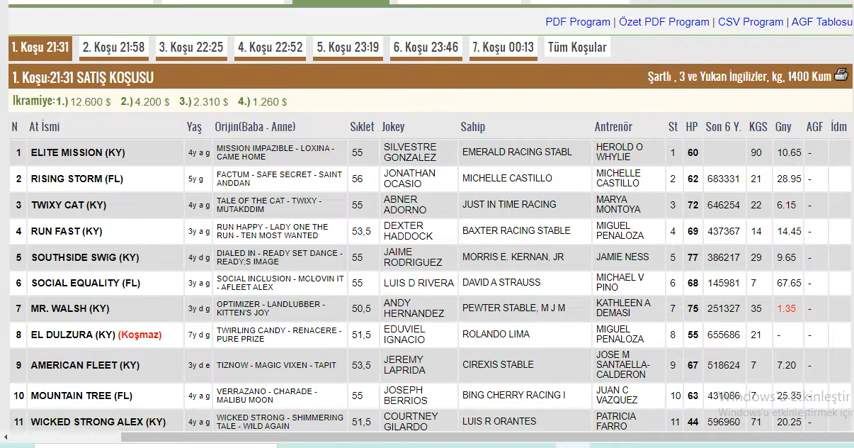 PDF Program | Özet PDF Program | CSV Program | AGF Tablosu
1. Koşu 21:31 2. Koşu 21:58 3. Koşu 22:25 4. Koşu 22:52 5. Koşu 23:19 6. Koşu 23:46 7. Koşu 00:13 Tüm Koşular
1. Koşu:21:31 SATIŞ KOŞUSU Şartlı , 3 ve Yukarı İngilizler, kg, 1400 Kum
İkramiye:1.) 12.600 $ 2.) 4.200 $ 3.) 2.310 $ 4.) 1.260 $
N At İsmi Yaş Orijin(Baba - Anne) Sıklet Jokey Sahip Antrenör St HP Son 6 Y. KGS Gny AGF İdm
1 ELITE MISSION (KY) 4y a g MISSION IMPAZIBLE - LOXINA - CAME HOME 55 SILVESTRE GONZALEZ EMERALD RACING STABL HEROLD O WHYLIE 1 60 90 10.65 -
2 RISING STORM (FL) 5y g FACTUM - SAFE SECRET - SAINT ANDDAN 56 JONATHAN OCASIO MICHELLE CASTILLO MICHELLE CASTILLO 2 62 683331 21 28.95 -
3 TWIXY CAT (KY) 4y a g TALE OF THE CAT - TWIXY - MUTAKDDIM 55 ABNER ADORNO JUST IN TIME RACING MARYA MONTOYA 3 72 646254 22 6.15 -
4 RUN FAST (KY) 3y a g RUN HAPPY - LADY ONE THE RUN - TEN MOST WANTED 53,5 DEXTER HADDOCK BAXTER RACING STABLE MIGUEL PENALOZA 4 69 437367 14 14.45 -
5 SOUTHSIDE SWIG (KY) 4y d g DIALED IN - READY SET DANCE - READY;S IMAGE 55 JAIME RODRIGUEZ MORRIS E. KERNAN, JR JAMIE NESS 5 77 386217 29 9.65 -
6 SOCIAL EQUALITY (FL) 3y a g SOCIAL INCLUSION - MCLOVIN IT - AFLEET ALEX 55 LUIS D RIVERA DAVID A STRAUSS MICHAEL V PINO 6 68 145981 7 67.65 -
7 MR. WALSH (KY) 3y d g OPTIMIZER - LANDLUBBER - KITTEN'S JOY 50,5 ANDY HERNANDEZ PEWTER STABLE, M J M KATHLEEN A DEMASI 7 75 251327 35 1.35 -
8 EL DULZURA (KY) (Koşmaz) 7y d g TWIRLING CANDY - RENACERE - PURE PRIZE 51,5 EDUVIEL IGNACIO ROLANDO LIMA MIGUEL PENALOZA 8 55 655686 21 - -
9 AMERICAN FLEET (KY) 3y d e TIZNOW - MAGIC VIXEN - TAPIT 53,5 JEREMY LAPRIDA CIREXIS STABLE JOSE M SANTAELLA-CALDERON 9 67 518624 7 7.20 -
10 MOUNTAIN TREE (FL) 4y a g VERRAZANO - CHARADE - MALIBU MOON 55 JOSEPH BERRIOS BING CHERRY RACING I JUAN C VAZQUEZ 10 63 431086 7 25.35 -
11 WICKED STRONG ALEX (KY) 4y a g WICKED STRONG - SHIMMERING TALE - WILD AGAIN 51,5 COURTNEY GILARDO LUIS R ORANTES PATRICIA FARRO 11 44 596960 71 20.25 -
Windows'u etkinleştir
Windows'u etkinleştirmek için